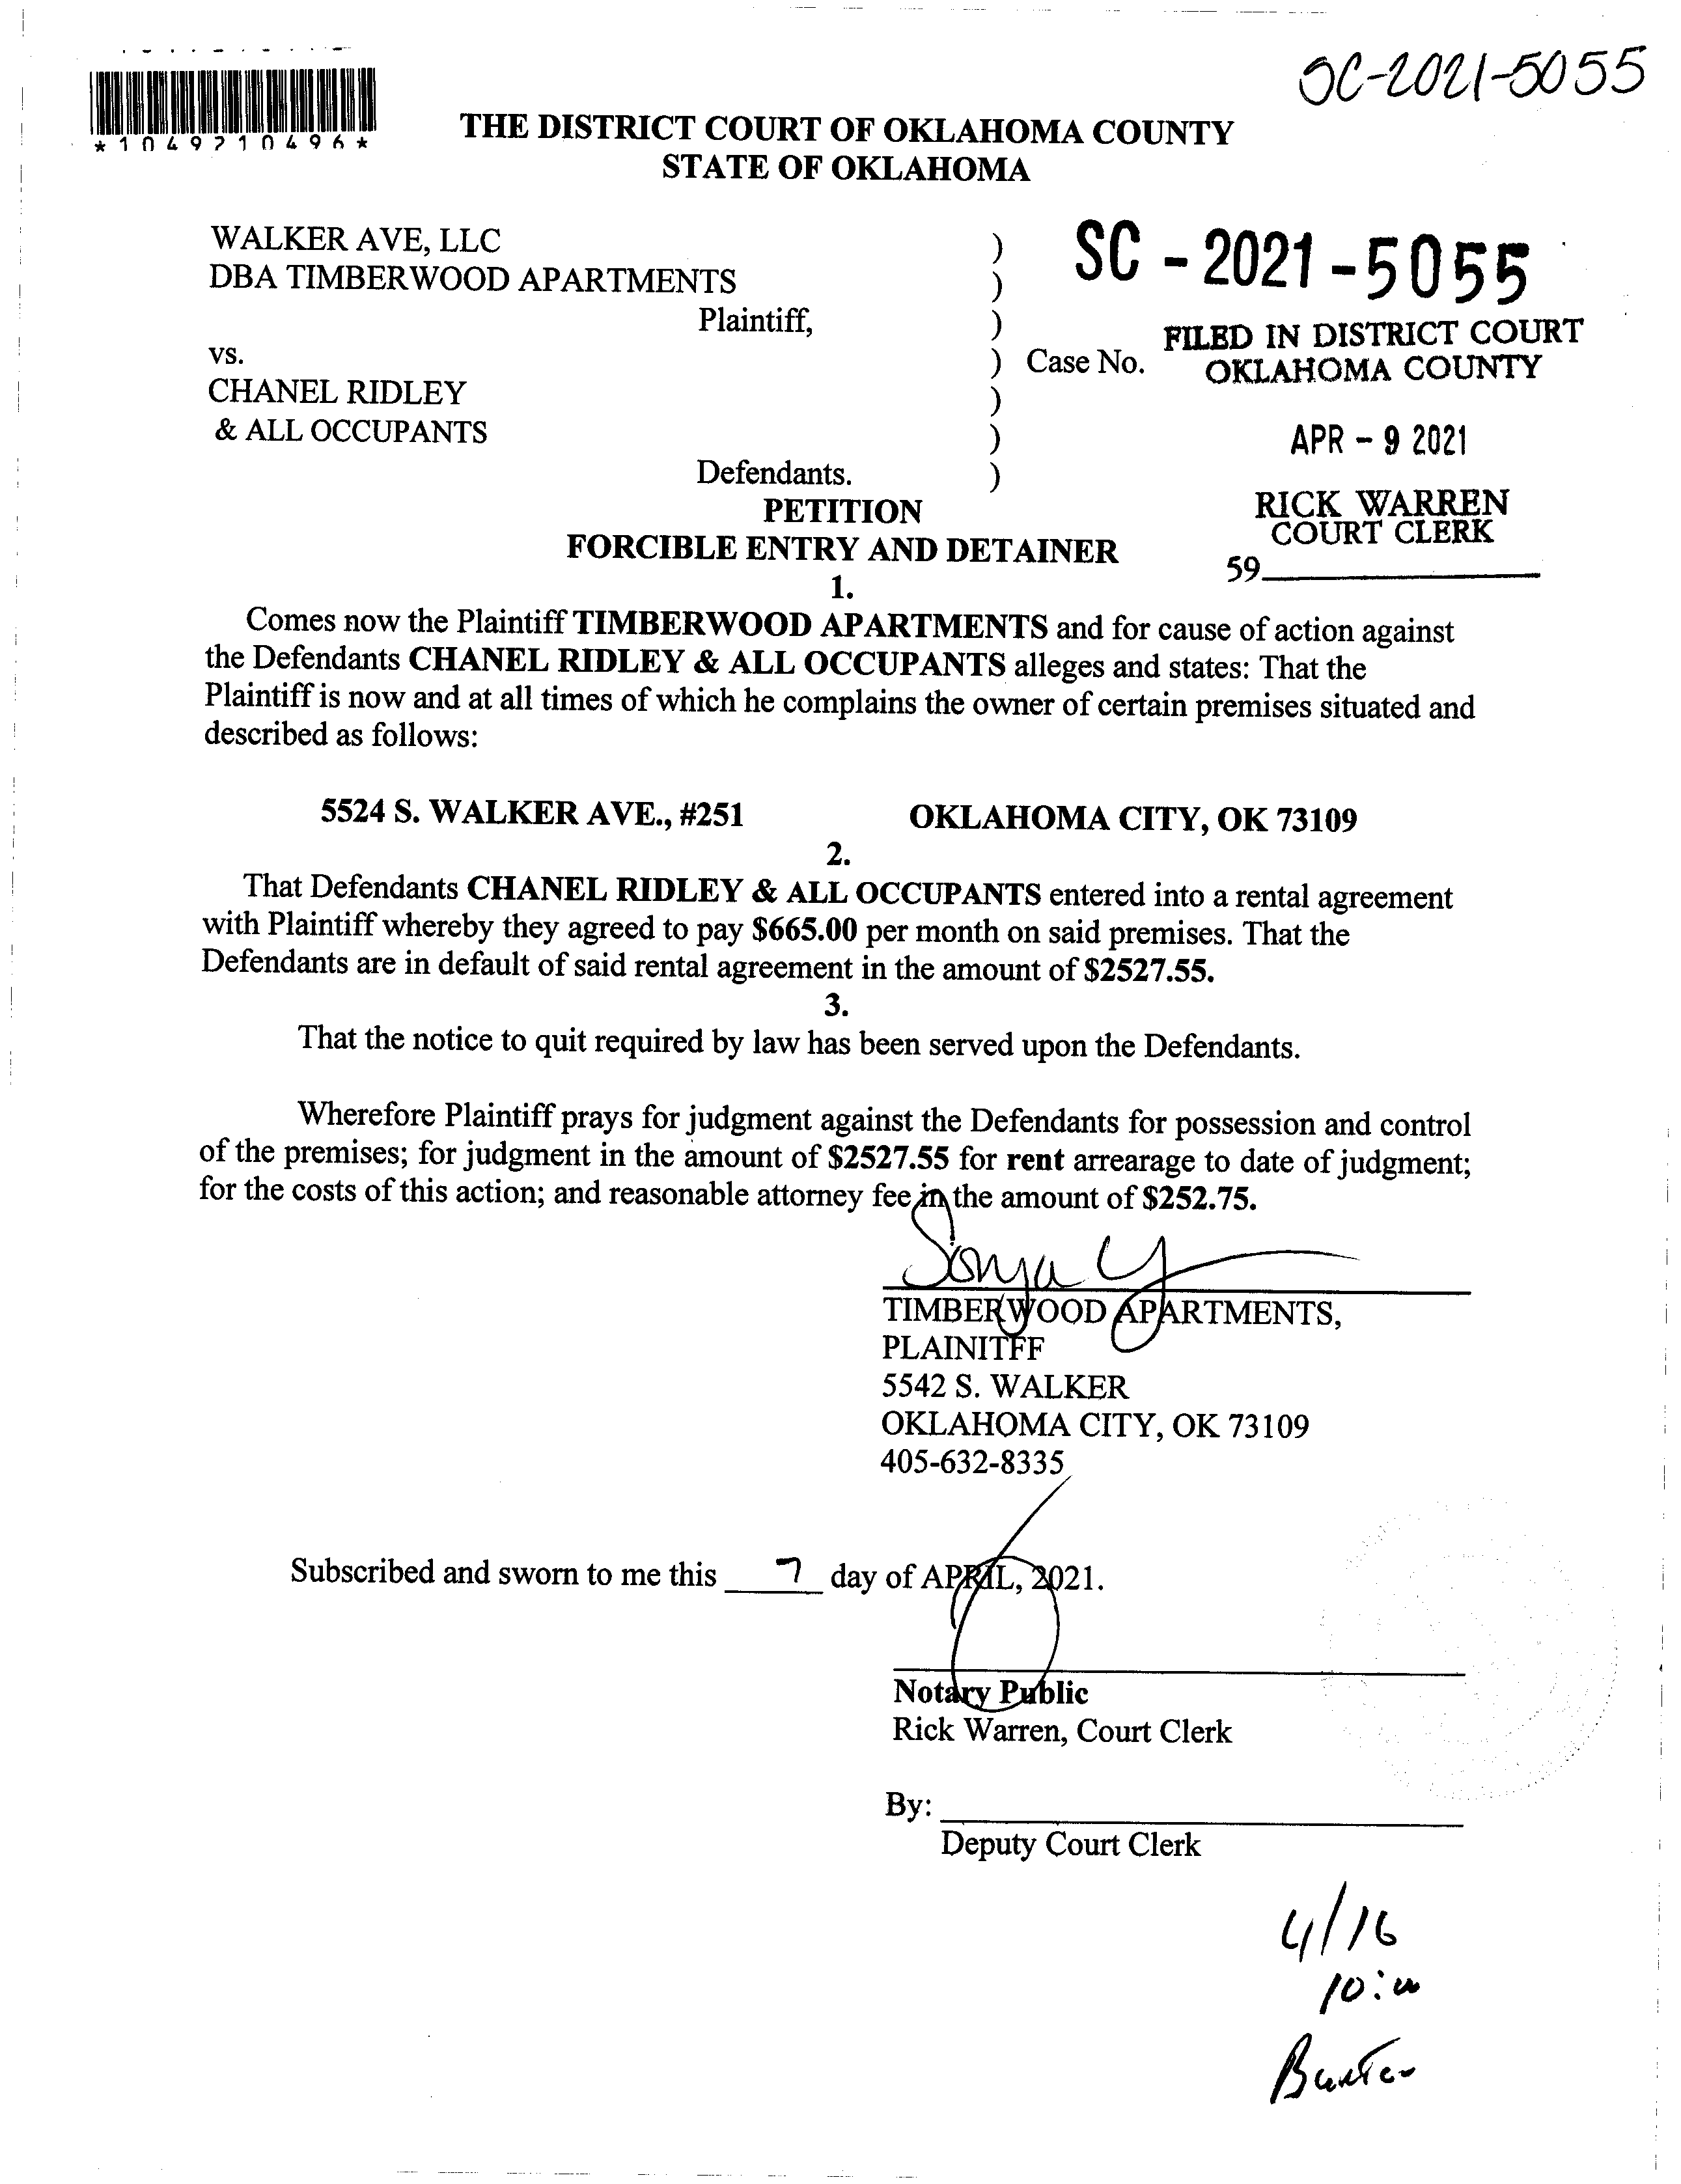 SC-2021-5055
*1049210496*
THE DISTRICT COURT OF OKLAHOMA COUNTY
STATE OF OKLAHOMA
WALKER AVE, LLC
DBA TIMBERWOOD APARTMENTS
Plaintiff,
vs.
CHANEL RIDLEY
& ALL OCCUPANTS
Defendants.
)
)
)
)
)
)
)
Case No.
SC - 2021 - 5055
FILED IN DISTRICT COURT
OKLAHOMA COUNTY
APR - 9 2021
RICK WARREN
COURT CLERK
59
PETITION
FORCIBLE ENTRY AND DETAINER
1.
Comes now the Plaintiff TIMBERWOOD APARTMENTS and for cause of action against
the Defendants CHANEL RIDLEY & ALL OCCUPANTS alleges and states: That the
Plaintiff is now and at all times of which he complains the owner of certain premises situated and
described as follows:
5524 S. WALKER AVE., #251 OKLAHOMA CITY, OK 73109
2.
That Defendants CHANEL RIDLEY & ALL OCCUPANTS entered into a rental agreement
with Plaintiff whereby they agreed to pay $665.00 per month on said premises. That the
Defendants are in default of said rental agreement in the amount of $2527.55.
3.
That the notice to quit required by law has been served upon the Defendants.
Wherefore Plaintiff prays for judgment against the Defendants for possession and control
of the premises; for judgment in the amount of $2527.55 for rent arrearage to date of judgment;
for the costs of this action; and reasonable attorney fee in the amount of $252.75.
Sonya
TIMBERWOOD APARTMENTS,
PLAINITFF
5542 S. WALKER
OKLAHOMA CITY, OK 73109
405-632-8335
Subscribed and sworn to me this 7 day of APRIL, 2021.
Notary Public
Rick Warren, Court Clerk
By:
Deputy Court Clerk
4/16